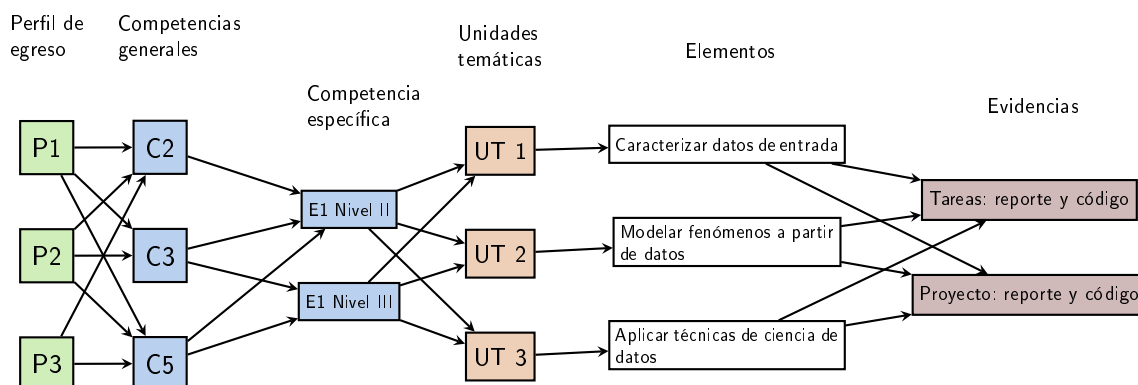 Perfil de
egreso
Competencias
generales
Competencia
específica
Unidades
temáticas
Elementos
Evidencias
P1
P2
P3
C2
C3
C5
E1 Nivel II
E1 Nivel III
UT 1
UT 2
UT 3
Caracterizar datos de entrada
Modelar fenómenos a partir
de datos
Aplicar técnicas de ciencia de
datos
Tareas: reporte y código
Proyecto: reporte y código